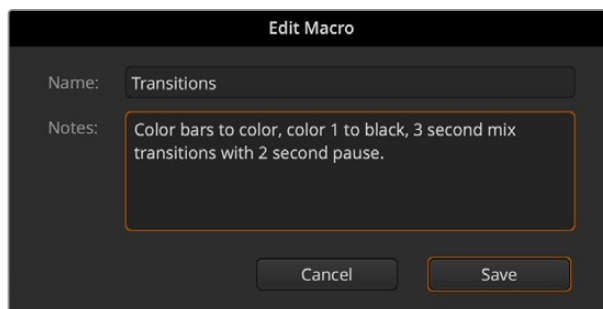 Edit Macro
Name: Transitions
Notes: Color bars to color, color 1 to black, 3 second mix
transitions with 2 second pause.
Cancel Save